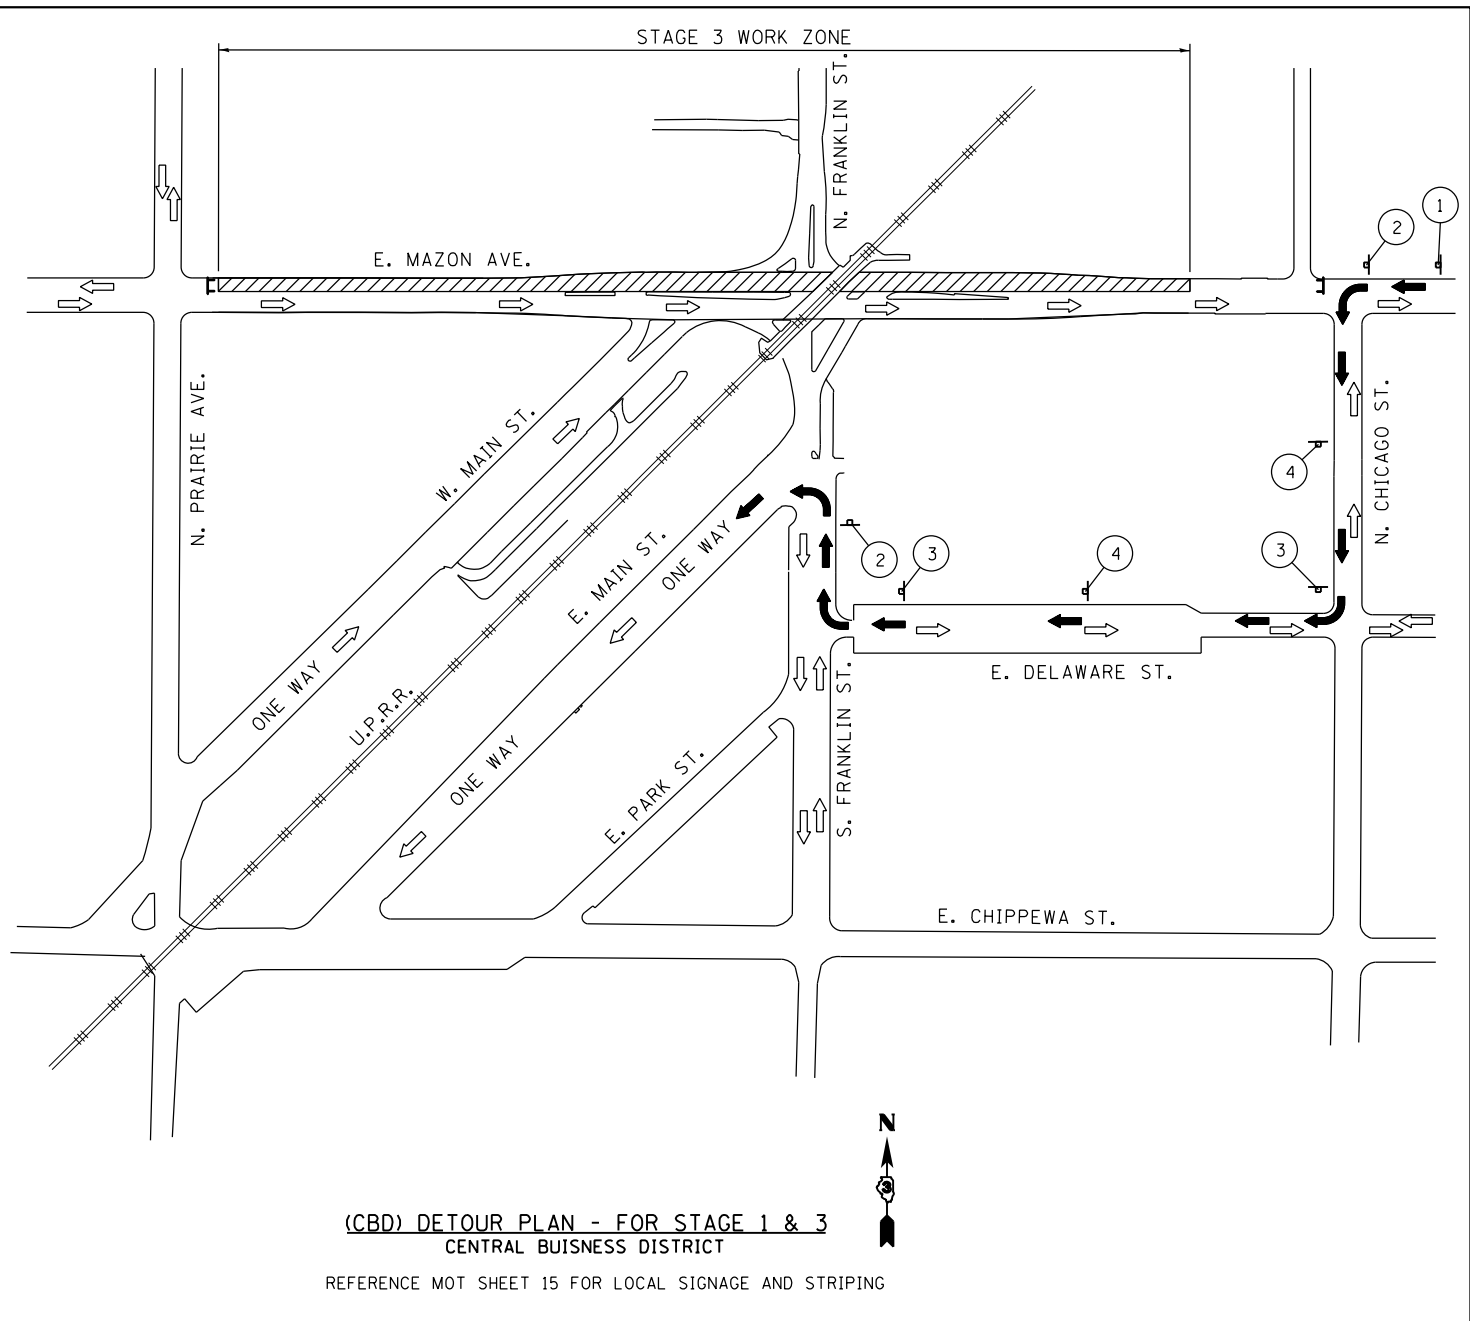 STAGE 3 WORK ZONE
N. FRANKLIN ST.
1
2
E. MAZON AVE.
N. PRAIRIE AVE.
W. MAIN ST.
N. CHICAGO ST.
4
E. MAIN ST.
ONE WAY
2
3
4
3
E. DELAWARE ST.
ONE WAY
U.P.R.R.
S. FRANKLIN ST.
ONE WAY
E. PARK ST.
E. CHIPPEWA ST.
N
3
(CBD) DETOUR PLAN - FOR STAGE 1 & 3
CENTRAL BUISNESS DISTRICT
REFERENCE MOT SHEET 15 FOR LOCAL SIGNAGE AND STRIPING